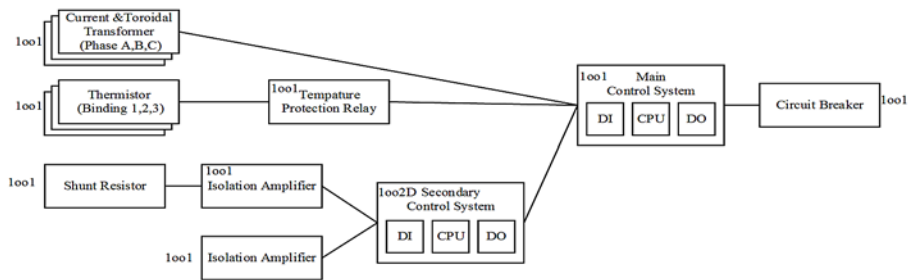 1oo1
Current &Toroidal
Transformer
(Phase A,B,C)
1oo1
Thermistor
(Binding 1,2,3)
1oo1
Tempature
Protection Relay
1oo1
Main
Control System
DI
CPU
DO
Circuit Breaker
1oo1
1oo1
Shunt Resistor
1oo1
Isolation Amplifier
1oo2D Secondary
Control System
DI
CPU
DO
1oo1
Isolation Amplifier